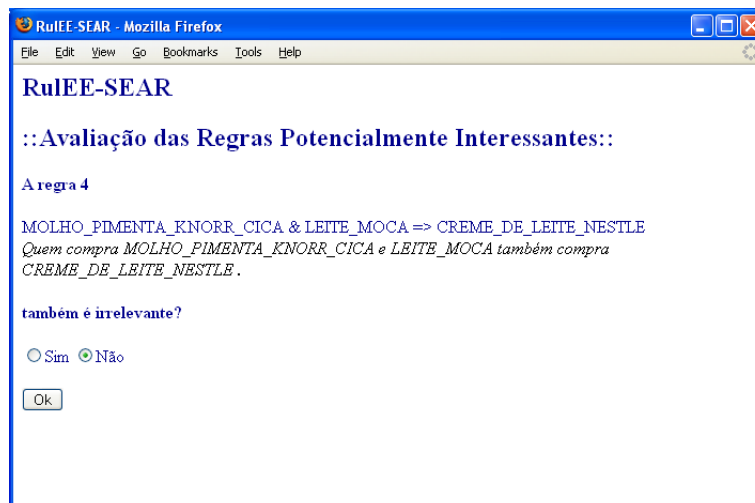 RulEE-SEAR - Mozilla Firefox
File Edit View Go Bookmarks Tools Help
RulEE-SEAR
::Avaliação das Regras Potencialmente Interessantes::
A regra 4
MOLHO_PIMENTA_KNORR_CICA & LEITE_MOCA => CREME_DE_LEITE_NESTLE
Quem compra MOLHO_PIMENTA_KNORR_CICA e LEITE_MOCA também compra
CREME_DE_LEITE_NESTLE.
também é irrelevante?
Sim Não
Ok